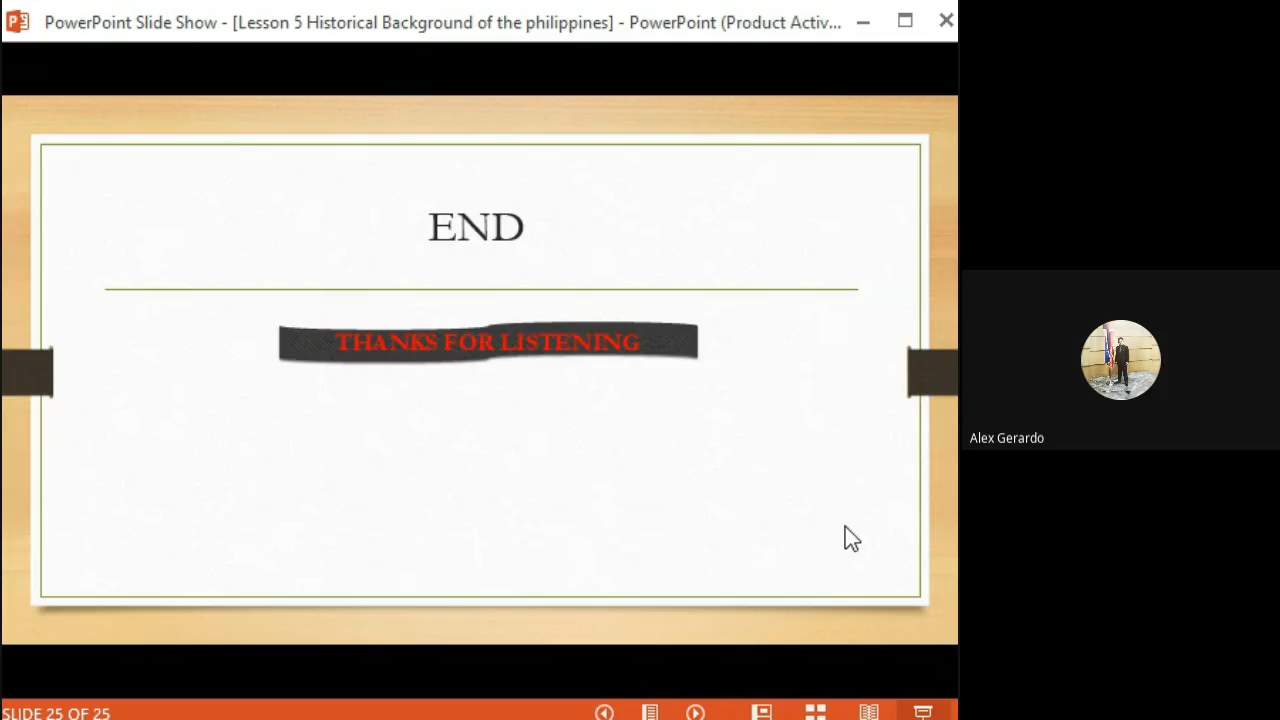 PowerPoint Slide Show - [Lesson 5 Historical Background of the philippines] - PowerPoint (Product Activ...
END
THANKS FOR LISTENING
Alex Gerardo
SLIDE 25 OF 25